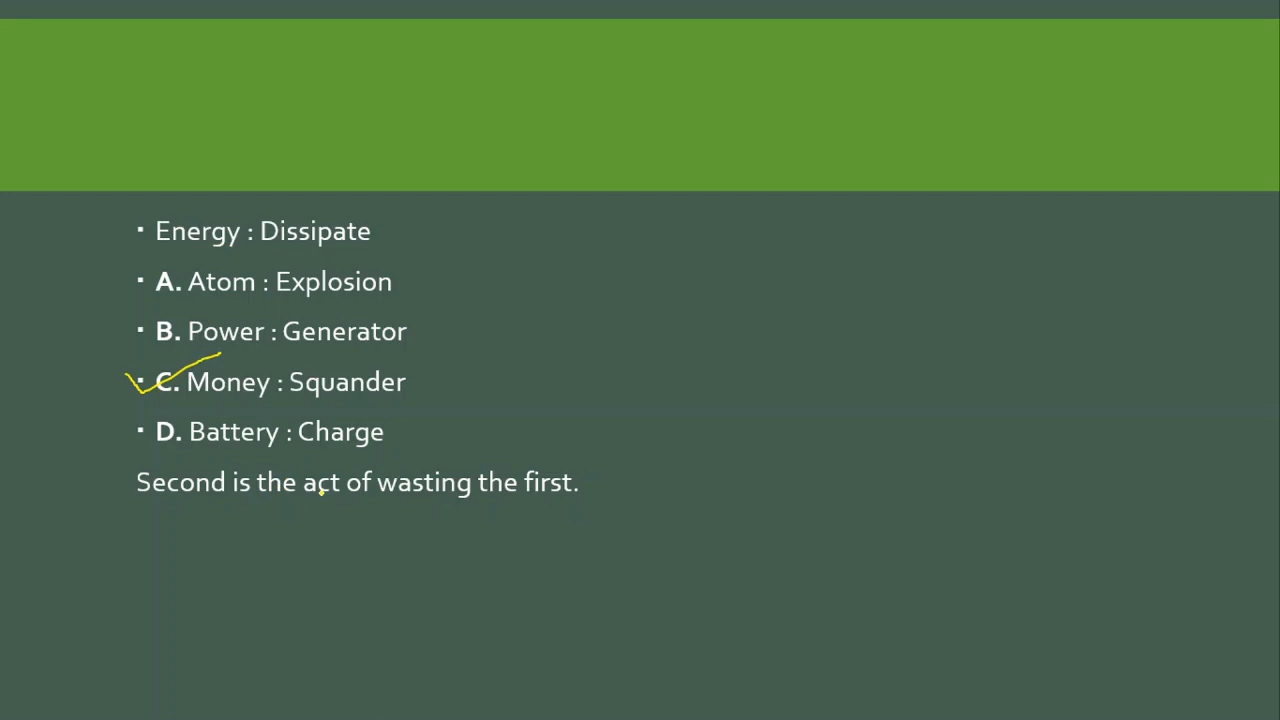 ▪ Energy : Dissipate
▪ A. Atom : Explosion
▪ B. Power : Generator
▪ C. Money : Squander
▪ D. Battery : Charge
Second is the act of wasting the first.